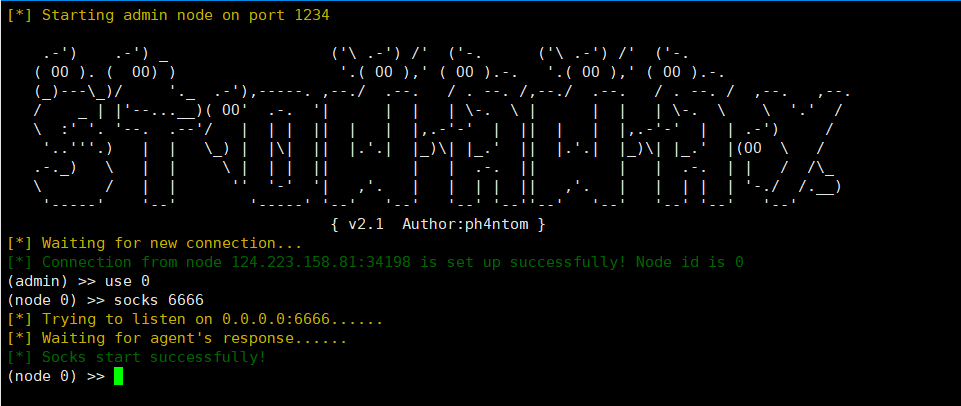 [*] Starting admin node on port 1234
{ v2.1  Author:ph4ntom }
[*] Waiting for new connection...
[*] Connection from node 124.223.158.81:34198 is set up successfully! Node id is 0
(admin) >> use 0
(node 0) >> socks 6666
[*] Trying to listen on 0.0.0.0:6666......
[*] Waiting for agent's response......
[*] Socks start successfully!
(node 0) >>